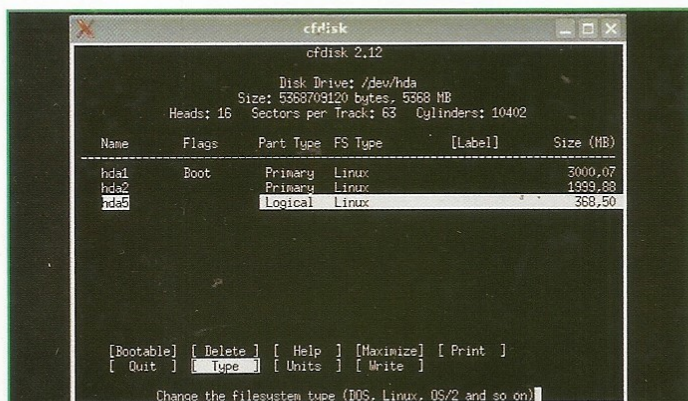 cfdisk
cfdisk 2.12
Disk Drive: /dev/hda
Size: 5368709120 bytes, 5368 MB
Heads: 16 Sectors per Track: 63 Cylinders: 10402
Name Flags Part Type FS Type [Label] Size (MB)
hda1 Boot Primary Linux 3000,07
hda2 Primary Linux 1999,88
hda5 Logical Linux 368,50
[Bootable] [ Delete ] [ Help ] [Maximize] [ Print ]
[ Quit ] [ Type ] [ Units ] [ Write ]
Change the filesystem type (DOS, Linux, OS/2 and so on)